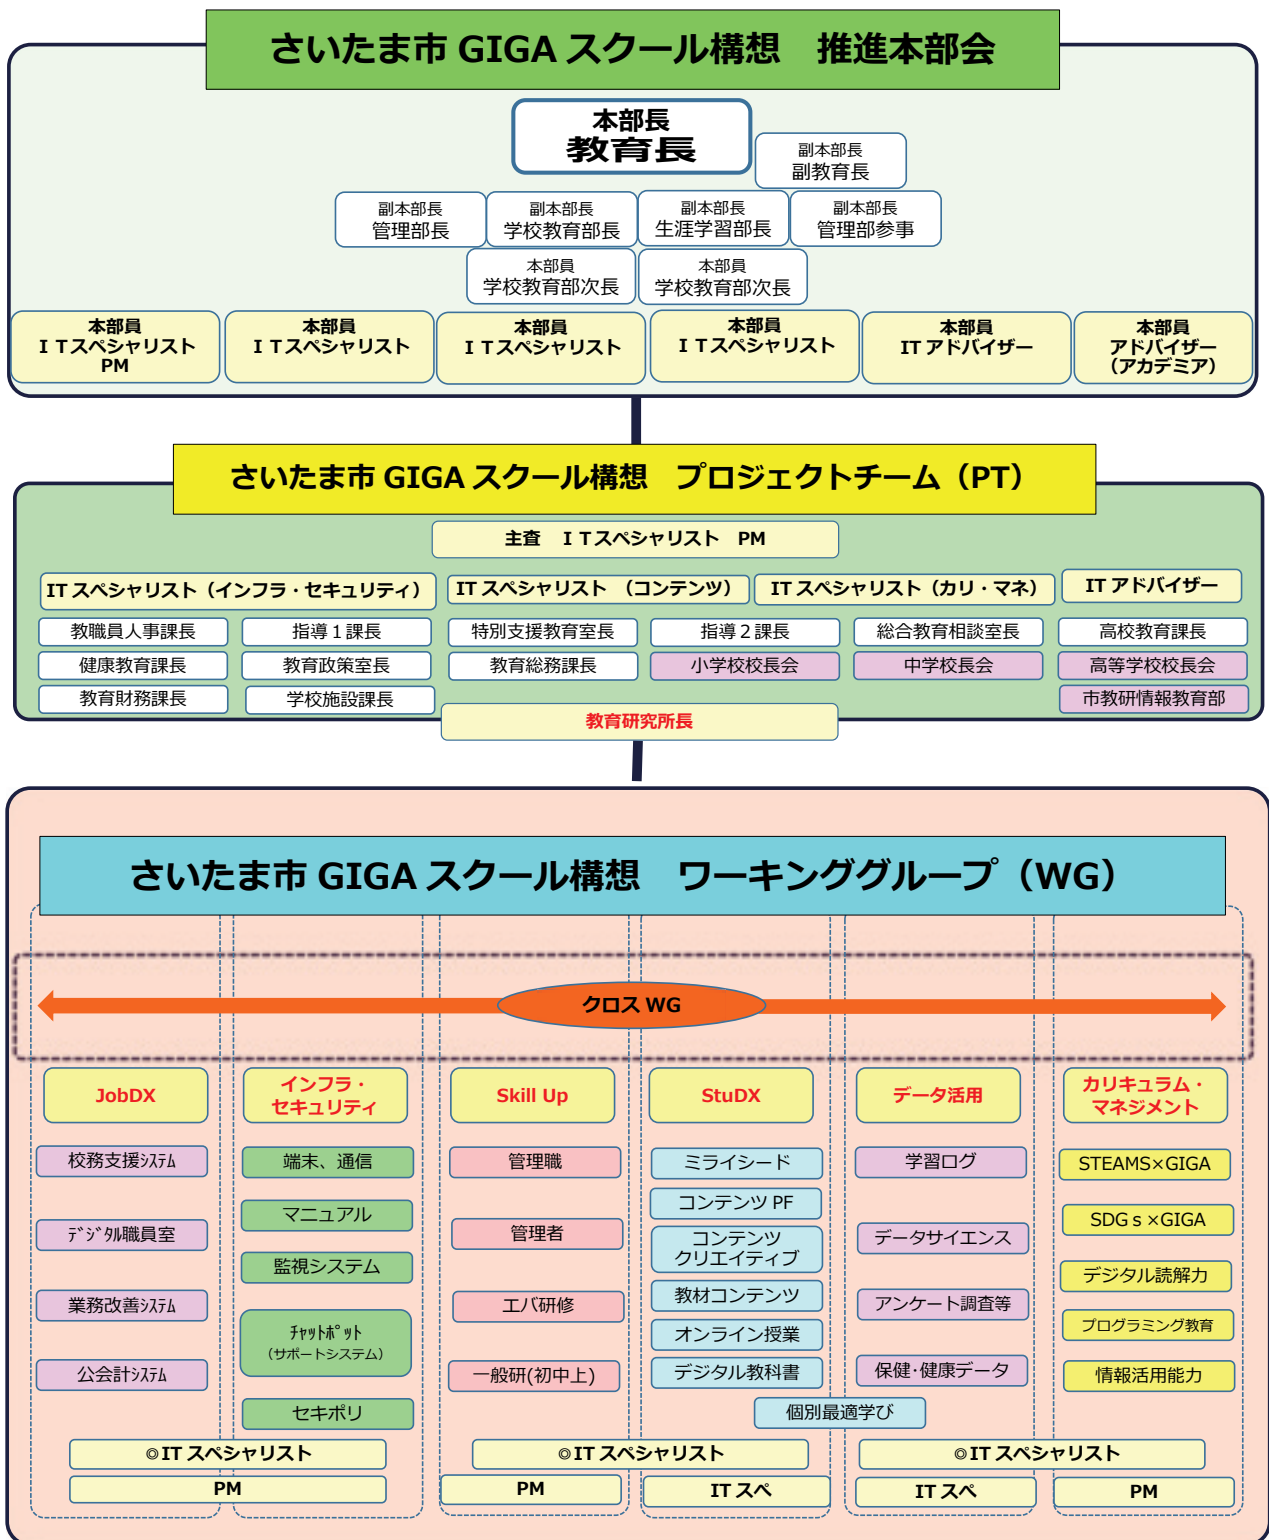 さいたま市 GIGA スクール構想　推進本部会
本部長
教育長
副本部長
副教育長
副本部長
管理部長
副本部長
学校教育部長
副本部長
生涯学習部長
副本部長
管理部参事
本部員
学校教育部次長
本部員
学校教育部次長
本部員
ＩＴスペシャリスト
PM
本部員
ＩＴスペシャリスト
本部員
ＩＴスペシャリスト
本部員
ＩＴスペシャリスト
本部員
IT アドバイザー
本部員
アドバイザー
（アカデミア）
さいたま市 GIGA スクール構想　プロジェクトチーム（PT）
主査　ＩＴスペシャリスト　PM
IT スペシャリスト（インフラ・セキュリティ）
IT スペシャリスト　（コンテンツ）
IT スペシャリスト（カリ・マネ）
IT アドバイザー
教職員人事課長
指導１課長
特別支援教育室長
指導２課長
総合教育相談室長
高校教育課長
健康教育課長
教育政策室長
教育総務課長
小学校校長会
中学校長会
高等学校校長会
教育財務課長
学校施設課長
市教研情報教育部
教育研究所長
さいたま市 GIGA スクール構想　ワーキンググループ（WG）
クロス WG
JobDX
インフラ・
セキュリティ
Skill Up
StuDX
データ活用
カリキュラム・
マネジメント
校務支援ｼｽﾃﾑ
ﾃﾞｼﾞﾀﾙ職員室
業務改善ｼｽﾃﾑ
公会計ｼｽﾃﾑ
端末、通信
マニュアル
監視システム
ﾁｬｯﾄﾎﾟｯﾄ
（サポートシステム）
セキポリ
管理職
管理者
エバ研修
一般研(初中上)
ミライシード
コンテンツ PF
コンテンツ
クリエイティブ
教材コンテンツ
オンライン授業
デジタル教科書
個別最適学び
学習ログ
データサイエンス
アンケート調査等
保健･健康データ
STEAMS×GIGA
SDGｓ×GIGA
デジタル読解力
プログラミング教育
情報活用能力
◎IT スペシャリスト
◎IT スペシャリスト
◎IT スペシャリスト
PM
PM
IT スペ
IT スペ
PM